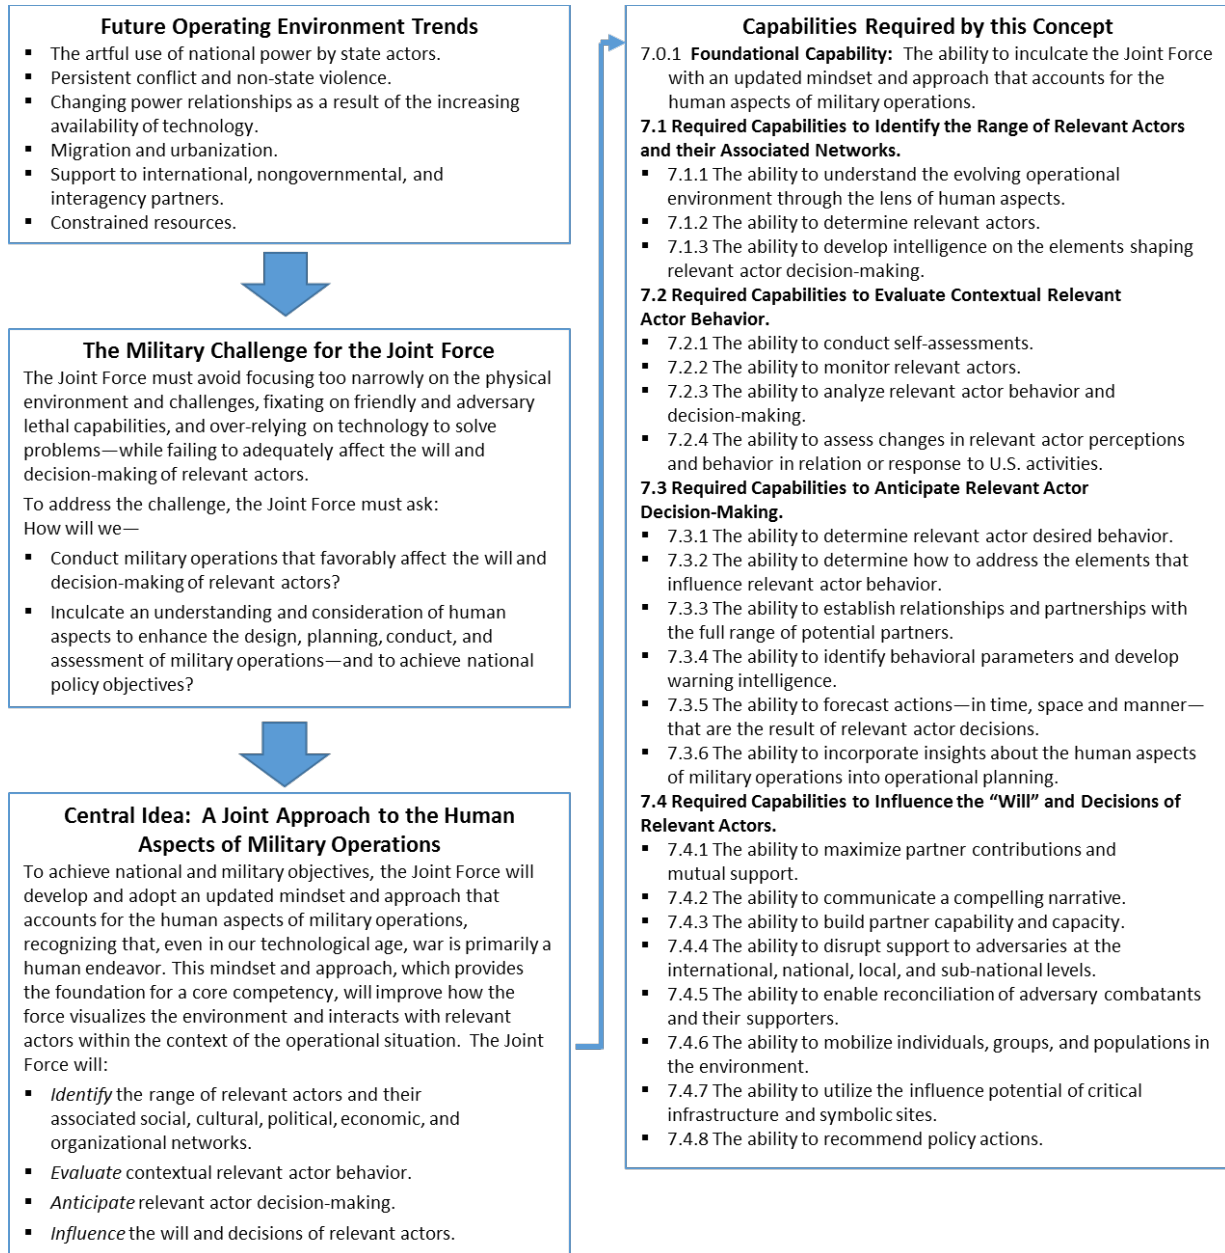 Future Operating Environment Trends
▪ The artful use of national power by state actors.
▪ Persistent conflict and non-state violence.
▪ Changing power relationships as a result of the increasing
availability of technology.
▪ Migration and urbanization.
▪ Support to international, nongovernmental, and
interagency partners.
▪ Constrained resources.
The Military Challenge for the Joint Force
The Joint Force must avoid focusing too narrowly on the physical
environment and challenges, fixating on friendly and adversary
lethal capabilities, and over-relying on technology to solve
problems—while failing to adequately affect the will and
decision-making of relevant actors.
To address the challenge, the Joint Force must ask:
How will we—
▪ Conduct military operations that favorably affect the will and
decision-making of relevant actors?
▪ Inculcate an understanding and consideration of human
aspects to enhance the design, planning, conduct, and
assessment of military operations—and to achieve national
policy objectives?
Central Idea: A Joint Approach to the Human
Aspects of Military Operations
To achieve national and military objectives, the Joint Force will
develop and adopt an updated mindset and approach that
accounts for the human aspects of military operations,
recognizing that, even in our technological age, war is primarily a
human endeavor. This mindset and approach, which provides
the foundation for a core competency, will improve how the
force visualizes the environment and interacts with relevant
actors within the context of the operational situation. The Joint
Force will:
▪ Identify the range of relevant actors and their
associated social, cultural, political, economic, and
organizational networks.
▪ Evaluate contextual relevant actor behavior.
▪ Anticipate relevant actor decision-making.
▪ Influence the will and decisions of relevant actors.
Capabilities Required by this Concept
7.0.1 Foundational Capability: The ability to inculcate the Joint Force
with an updated mindset and approach that accounts for the
human aspects of military operations.
7.1 Required Capabilities to Identify the Range of Relevant Actors
and their Associated Networks.
▪ 7.1.1 The ability to understand the evolving operational
environment through the lens of human aspects.
▪ 7.1.2 The ability to determine relevant actors.
▪ 7.1.3 The ability to develop intelligence on the elements shaping
relevant actor decision-making.
7.2 Required Capabilities to Evaluate Contextual Relevant
Actor Behavior.
▪ 7.2.1 The ability to conduct self-assessments.
▪ 7.2.2 The ability to monitor relevant actors.
▪ 7.2.3 The ability to analyze relevant actor behavior and
decision-making.
▪ 7.2.4 The ability to assess changes in relevant actor perceptions
and behavior in relation or response to U.S. activities.
7.3 Required Capabilities to Anticipate Relevant Actor
Decision-Making.
▪ 7.3.1 The ability to determine relevant actor desired behavior.
▪ 7.3.2 The ability to determine how to address the elements that
influence relevant actor behavior.
▪ 7.3.3 The ability to establish relationships and partnerships with
the full range of potential partners.
▪ 7.3.4 The ability to identify behavioral parameters and develop
warning intelligence.
▪ 7.3.5 The ability to forecast actions—in time, space and manner—
that are the result of relevant actor decisions.
▪ 7.3.6 The ability to incorporate insights about the human aspects
of military operations into operational planning.
7.4 Required Capabilities to Influence the “Will” and Decisions of
Relevant Actors.
▪ 7.4.1 The ability to maximize partner contributions and
mutual support.
▪ 7.4.2 The ability to communicate a compelling narrative.
▪ 7.4.3 The ability to build partner capability and capacity.
▪ 7.4.4 The ability to disrupt support to adversaries at the
international, national, local, and sub-national levels.
▪ 7.4.5 The ability to enable reconciliation of adversary combatants
and their supporters.
▪ 7.4.6 The ability to mobilize individuals, groups, and populations in
the environment.
▪ 7.4.7 The ability to utilize the influence potential of critical
infrastructure and symbolic sites.
▪ 7.4.8 The ability to recommend policy actions.